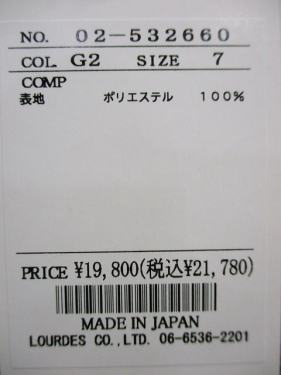 NO. 02-532660
COL. G2 SIZE 7
COMP
表地 ポリエステル 100%
PRICE ¥19,800(税込¥21,780)
MADE IN JAPAN
LOURDES CO.,LTD. 06-6536-2201